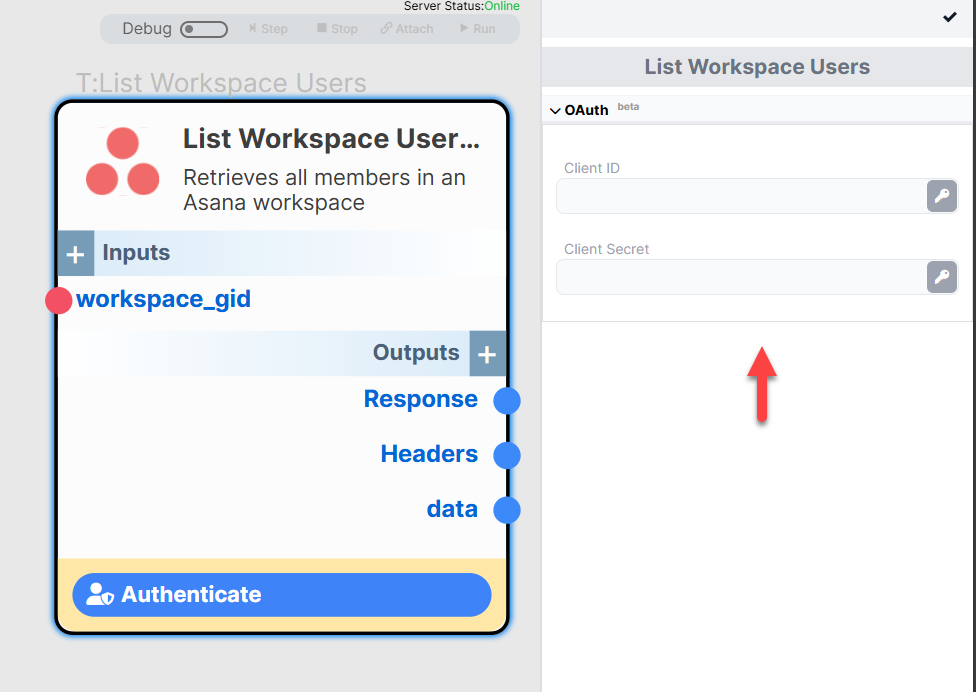 Server Status:Online
Debug
Step
Stop
Attach
Run
T:List Workspace Users
List Workspace User...
Retrieves all members in an
Asana workspace
Inputs
workspace_gid
Outputs
Response
Headers
data
Authenticate
List Workspace Users
OAuth beta
Client ID
Client Secret